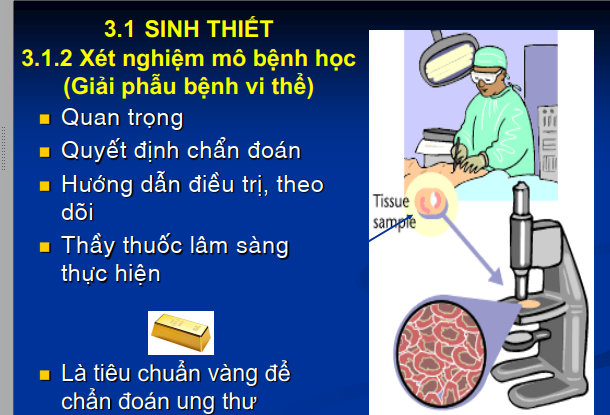 3.1 SINH THIẾT
3.1.2 Xét nghiệm mô bệnh học
(Giải phẫu bệnh vi thể)
Quan trọng
Quyết định chẩn đoán
Hướng dẫn điều trị, theo
dõi
Thầy thuốc lâm sàng
thực hiện
Là tiêu chuẩn vàng để
chẩn đoán ung thư
Tissue
sample